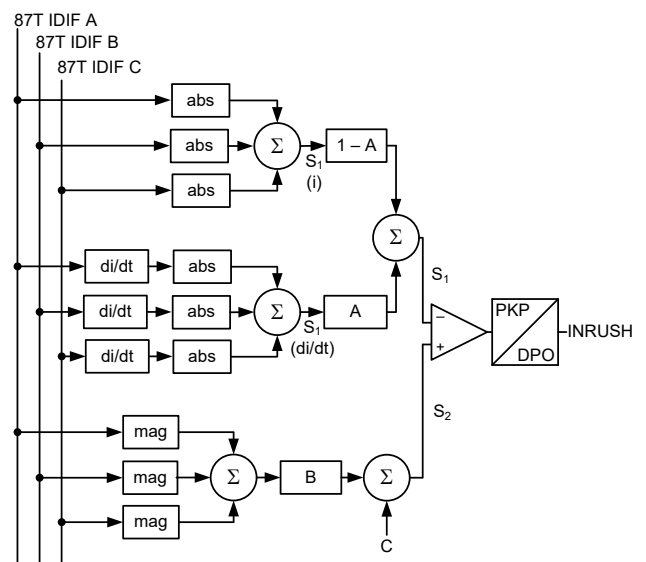 87T IDIF A
87T IDIF B
87T IDIF C
abs
abs
abs
Σ
S₁
(i)
1 – A
Σ
di/dt
abs
di/dt
abs
di/dt
abs
Σ
S₁
(di/dt)
A
S₁
–
+
PKP
DPO
INRUSH
S₂
mag
mag
mag
Σ
B
Σ
C